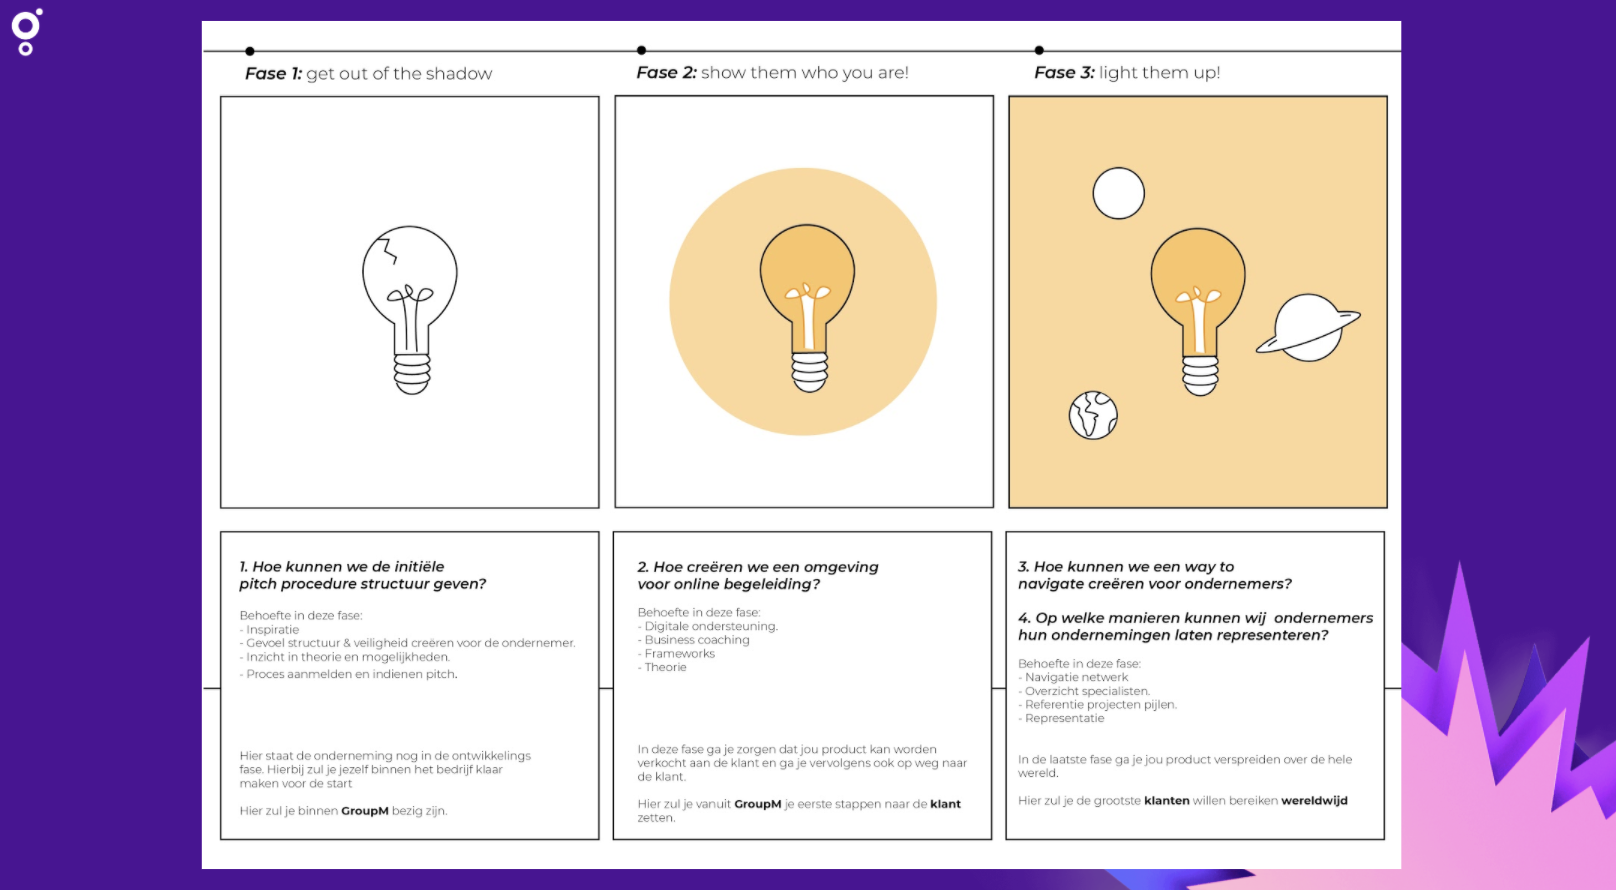 Fase 1: get out of the shadow
Fase 2: show them who you are!
Fase 3: light them up!
1. Hoe kunnen we de initiële
pitch procedure structuur geven?
Behoefte in deze fase:
- Inspiratie
- Gevoel structuur & veiligheid creëren voor de ondernemer.
- Inzicht in theorie en mogelijkheden.
- Proces aanmelden en indienen pitch.
Hier staat de onderneming nog in de ontwikkelings
fase. Hierbij zul je jezelf binnen het bedrijf klaar
maken voor de start
Hier zul je binnen GroupM bezig zijn.
2. Hoe creëren we een omgeving
voor online begeleiding?
Behoefte in deze fase:
- Digitale ondersteuning.
- Business coaching
- Frameworks
- Theorie
In deze fase ga je zorgen dat jou product kan worden
verkocht aan de klant en ga je vervolgens ook op weg naar
de klant.
Hier zul je vanuit GroupM je eerste stappen naar de klant
zetten.
3. Hoe kunnen we een way to
navigate creëren voor ondernemers?
4. Op welke manieren kunnen wij ondernemers
hun ondernemingen laten representeren?
Behoefte in deze fase:
- Navigatie netwerk
- Overzicht specialisten.
- Referentie projecten pijlen.
- Representatie
In de laatste fase ga je jou product verspreiden over de hele
wereld.
Hier zul je de grootste klanten willen bereiken wereldwijd